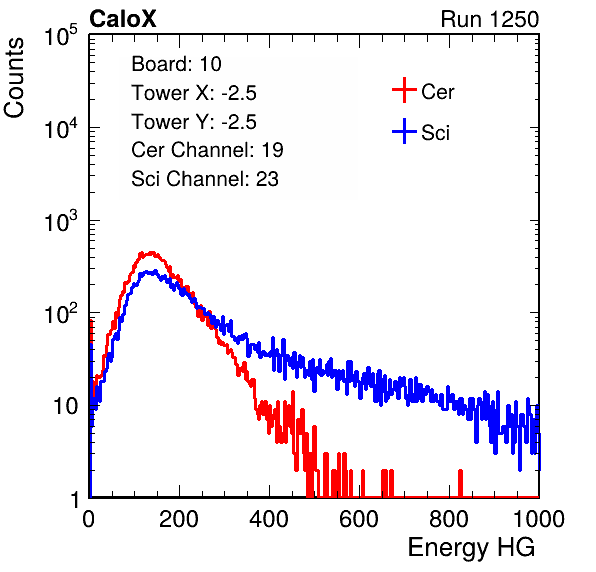 CaloX Run 1250
Counts
10^5
10^4
10^3
10^2
10
1
Board: 10
Tower X: -2.5
Tower Y: -2.5
Cer Channel: 19
Sci Channel: 23
Cer
Sci
0 200 400 600 800 1000
Energy HG